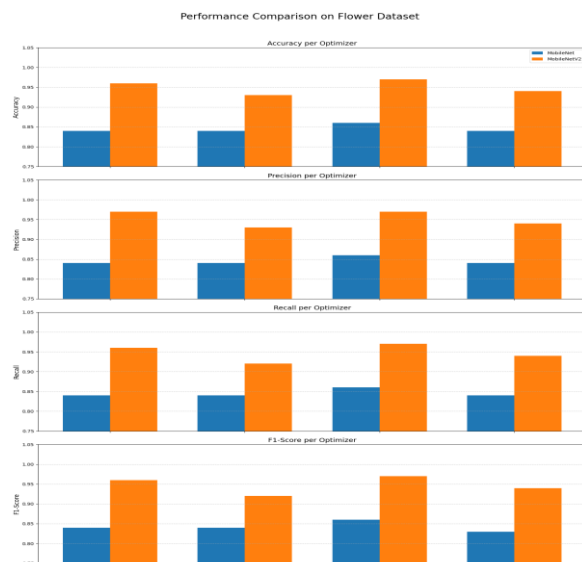 Performance Comparison on Flower Dataset
Accuracy per Optimizer
1.05
MobileNet
MobileNetV2
1.00
0.95
Accuracy
0.90
0.85
0.80
0.75
Precision per Optimizer
1.05
1.00
0.95
Precision
0.90
0.85
0.80
0.75
Recall per Optimizer
1.05
1.00
0.95
Recall
0.90
0.85
0.80
0.75
F1-Score per Optimizer
1.05
1.00
0.95
F1-Score
0.90
0.85
0.80